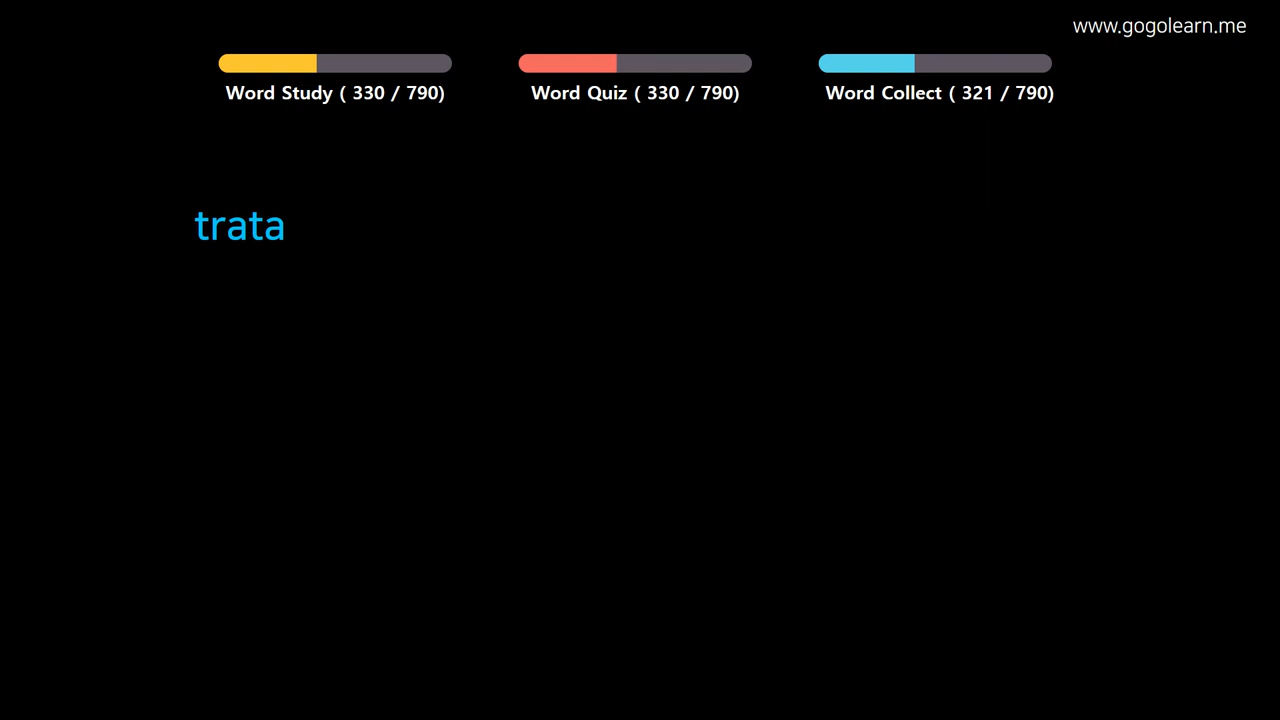 www.gogolearn.me
Word Study ( 330 / 790)
Word Quiz ( 330 / 790)
Word Collect ( 321 / 790)
trata